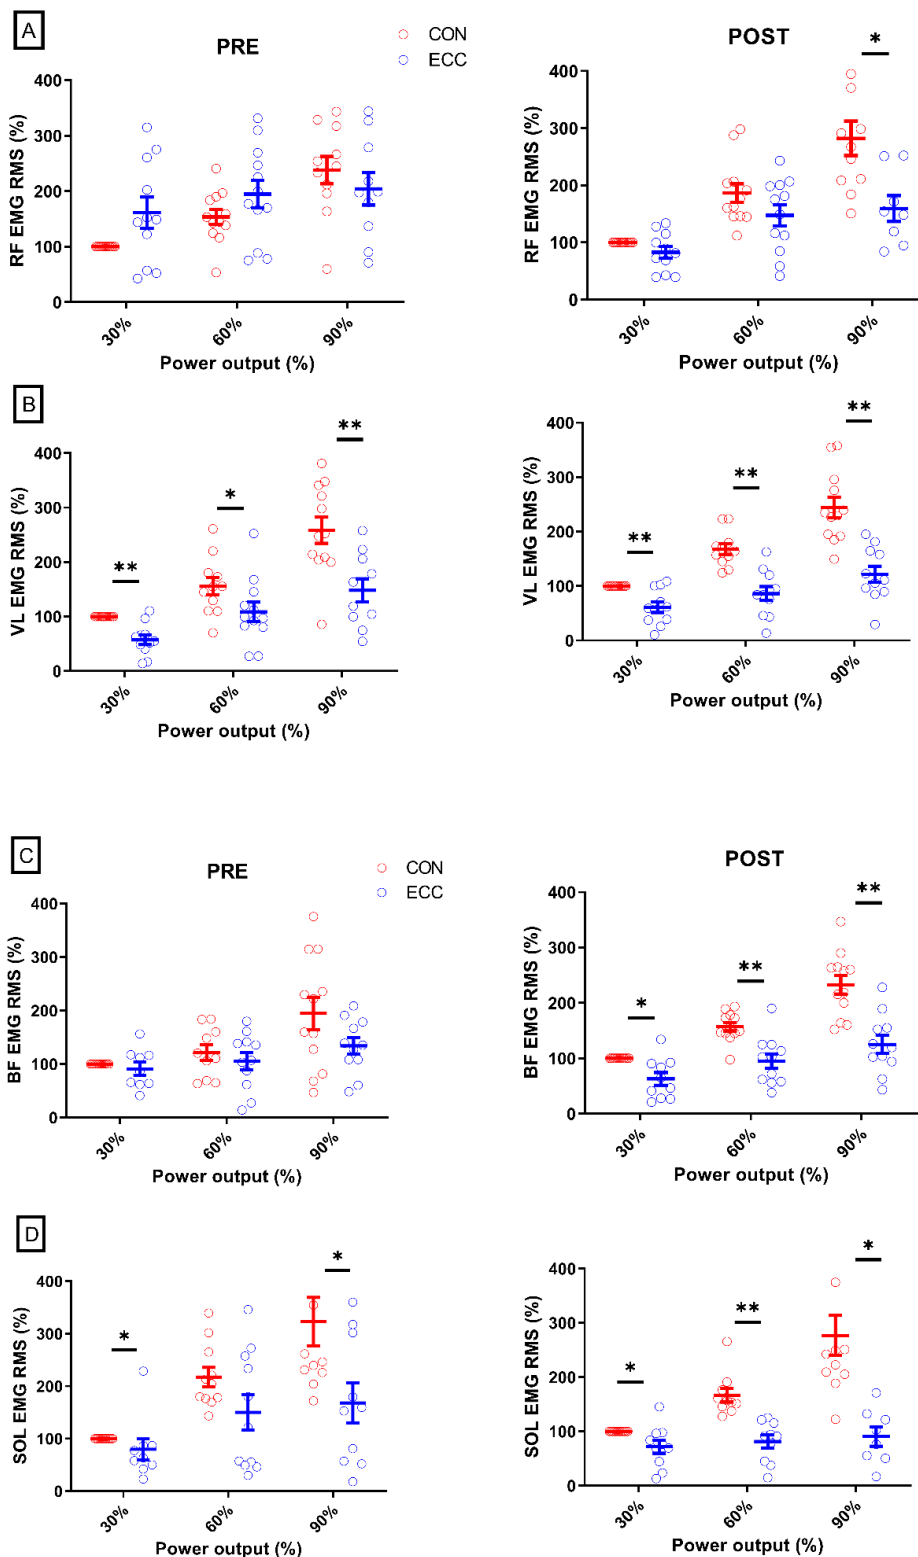 A
PRE
CON
ECC
POST
*
RF EMG RMS (%)
400
300
200
100
0
30%
60%
90%
Power output (%)
RF EMG RMS (%)
400
300
200
100
0
30%
60%
90%
Power output (%)
B
**
*
**
VL EMG RMS (%)
400
300
200
100
0
30%
60%
90%
Power output (%)
**
**
**
VL EMG RMS (%)
400
300
200
100
0
30%
60%
90%
Power output (%)
C
PRE
CON
ECC
POST
BF EMG RMS (%)
400
300
200
100
0
30%
60%
90%
Power output (%)
*
**
**
BF EMG RMS (%)
400
300
200
100
0
30%
60%
90%
Power output (%)
D
*
*
SOL EMG RMS (%)
400
300
200
100
0
30%
60%
90%
Power output (%)
*
**
*
SOL EMG RMS (%)
400
300
200
100
0
30%
60%
90%
Power output (%)